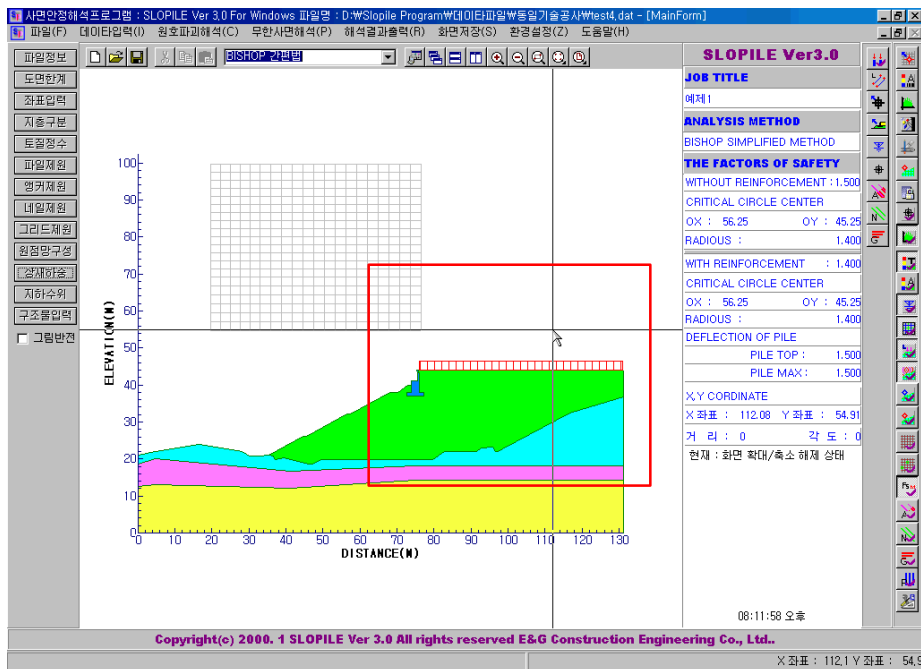 사면안정해석프로그램 : SLOPILE Ver 3,0 For Windows 파일명 : D:₩Slopile Program₩데이타파일₩동일기술공사₩test4,dat - [MainForm]
파일(F) 데이타입력(I) 원호파괴해석(C) 무한사면해석(P) 해석결과출력(R) 화면저장(S) 환경설정(Z) 도움말(H)
BISHOP 간편법
파일정보
도면한계
좌표입력
지층구분
토질정수
파일제원
앵커제원
네일제원
그리드제원
원점망구성
상재하중
지하수위
구조물입력
그림반전
ELEVATION(M)
100
90
80
70
60
50
40
30
20
10
0
0 10 20 30 40 50 60 70 80 90 100 110 120 130
DISTANCE(M)
SLOPILE Ver3.0
JOB TITLE
예제1
ANALYSIS METHOD
BISHOP SIMPLIFIED METHOD
THE FACTORS OF SAFETY
WITHOUT REINFORCEMENT : 1.500
CRITICAL CIRCLE CENTER
OX : 56.25 OY : 45.25
RADIOUS : 1.400
WITH REINFORCEMENT : 1.400
CRITICAL CIRCLE CENTER
OX : 56.25 OY : 45.25
RADIOUS : 1.400
DEFLECTION OF PILE
PILE TOP : 1.500
PILE MAX : 1.500
X,Y CORDINATE
X 좌표 : 112.08 Y 좌표 : 54.91
거 리 : 0 각 도 : 0
현재 : 화면 확대/축소 해제 상태
08:11:58 오후
Copyright(c) 2000. 1 SLOPILE Ver 3.0 All rights reserved E&G Construction Engineering Co., Ltd..
X 좌표 : 112,1 Y 좌표 : 54,9